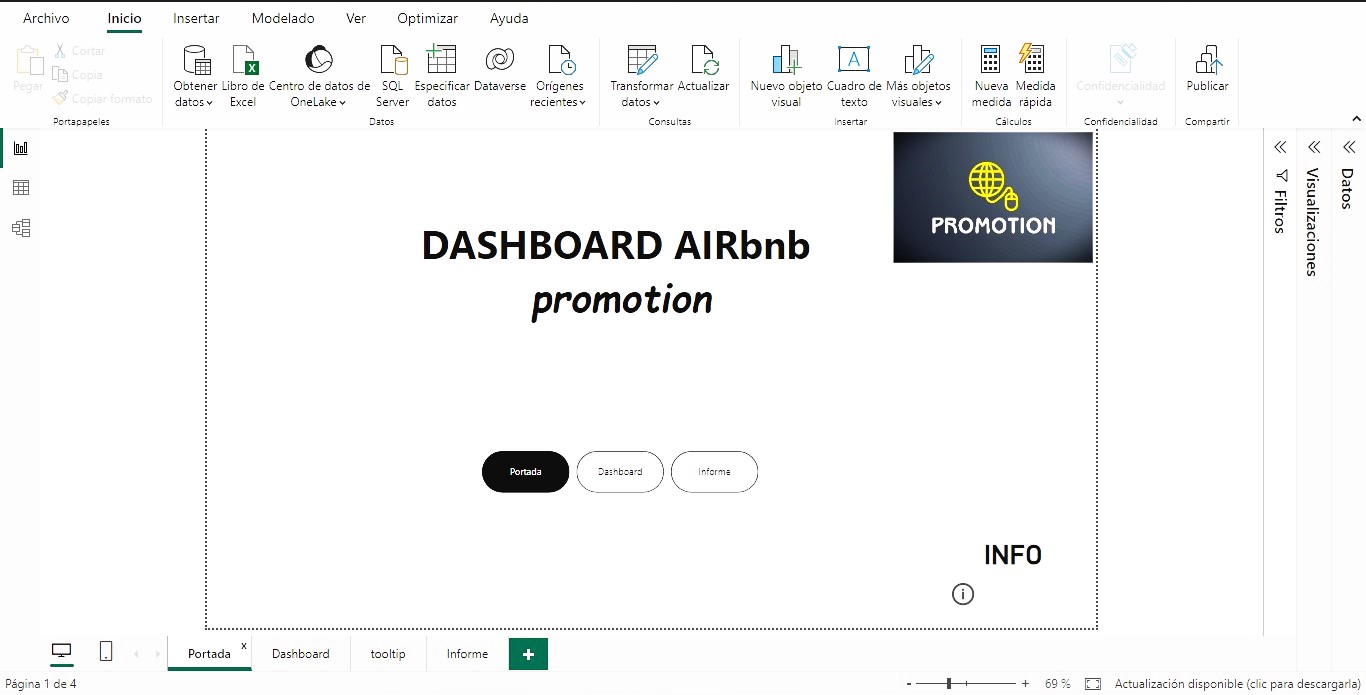 Archivo Inicio Insertar Modelado Ver Optimizar Ayuda
Pegar
Cortar
Copia
Copiar formato
Portapapeles
Obtener datos
Libro de Excel
Centro de datos de OneLake
SQL Server
Especificar datos
Dataverse
Orígenes recientes
Datos
Transformar datos
Actualizar
Consultas
Nuevo objeto visual
Cuadro de texto
Más objetos visuales
Insertar
Nueva medida
Medida rápida
Cálculos
Confidencialidad
Confidencialidad
Publicar
Compartir
PROMOTION
DASHBOARD AIRbnb
promotion
Portada Dashboard Informe
INFO
Filtros
Visualizaciones
Datos
Portada x Dashboard tooltip Informe +
Página 1 de 4
- + 69 % Actualización disponible (clic para descargarla)